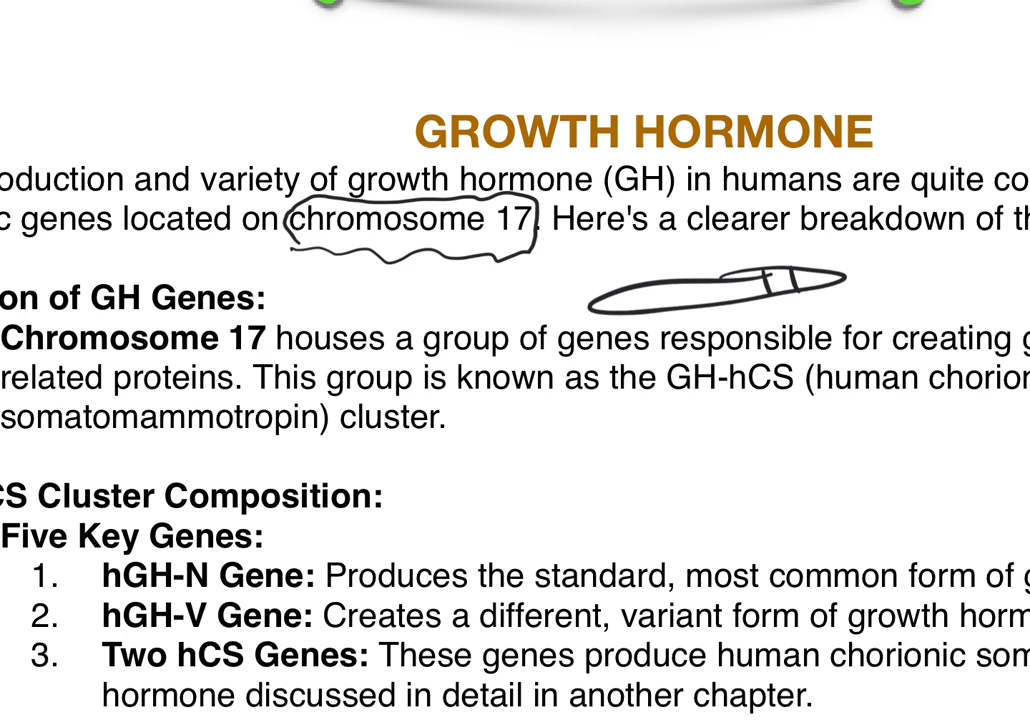 GROWTH HORMONE
oduction and variety of growth hormone (GH) in humans are quite co
c genes located on chromosome 17. Here's a clearer breakdown of th
on of GH Genes:
Chromosome 17 houses a group of genes responsible for creating g
related proteins. This group is known as the GH-hCS (human chorion
somatomammotropin) cluster.
CS Cluster Composition:
Five Key Genes:
1. hGH-N Gene: Produces the standard, most common form of g
2. hGH-V Gene: Creates a different, variant form of growth horm
3. Two hCS Genes: These genes produce human chorionic som
hormone discussed in detail in another chapter.